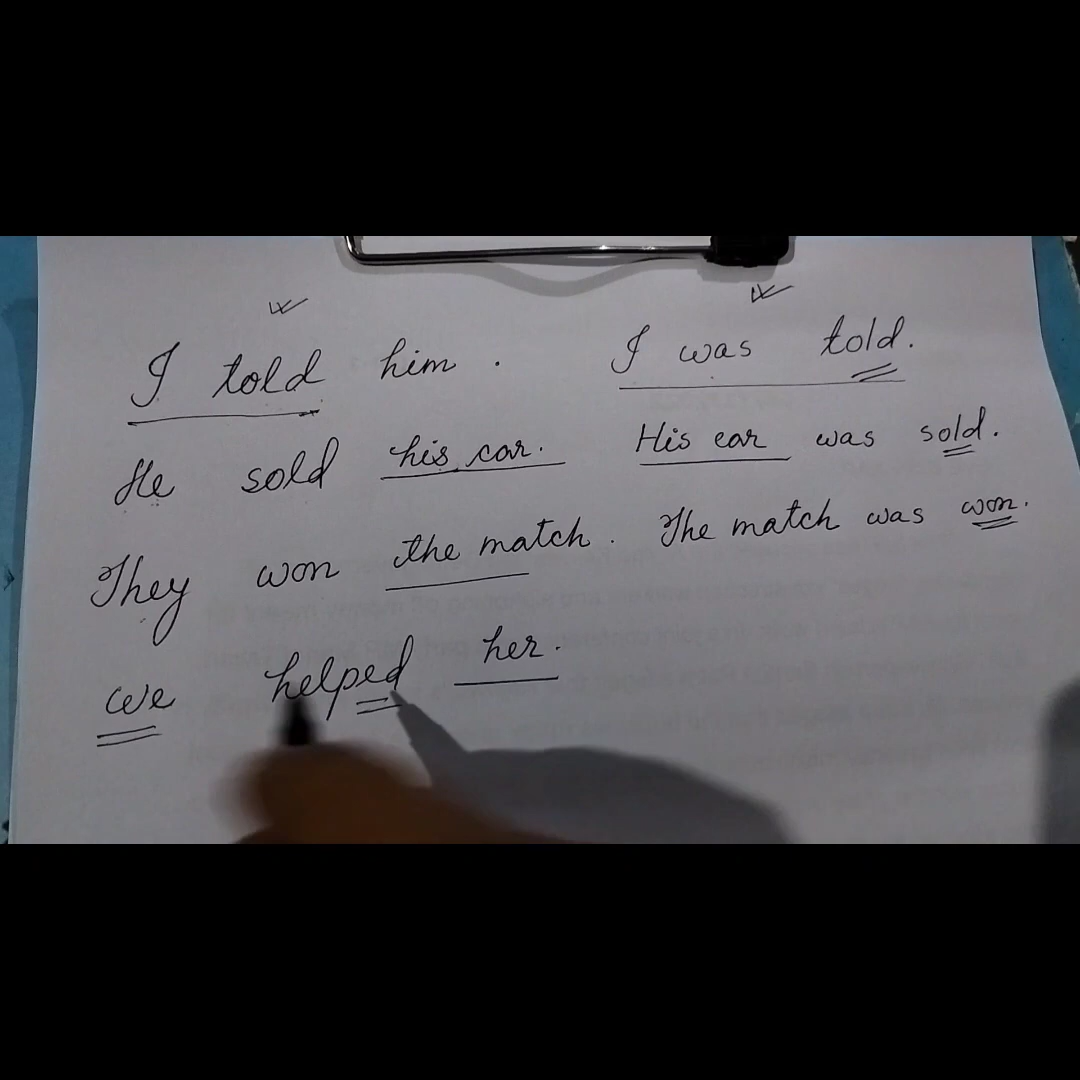 I told him. I was told.
He sold his car. His car was sold.
They won the match. The match was won.
We helped her.